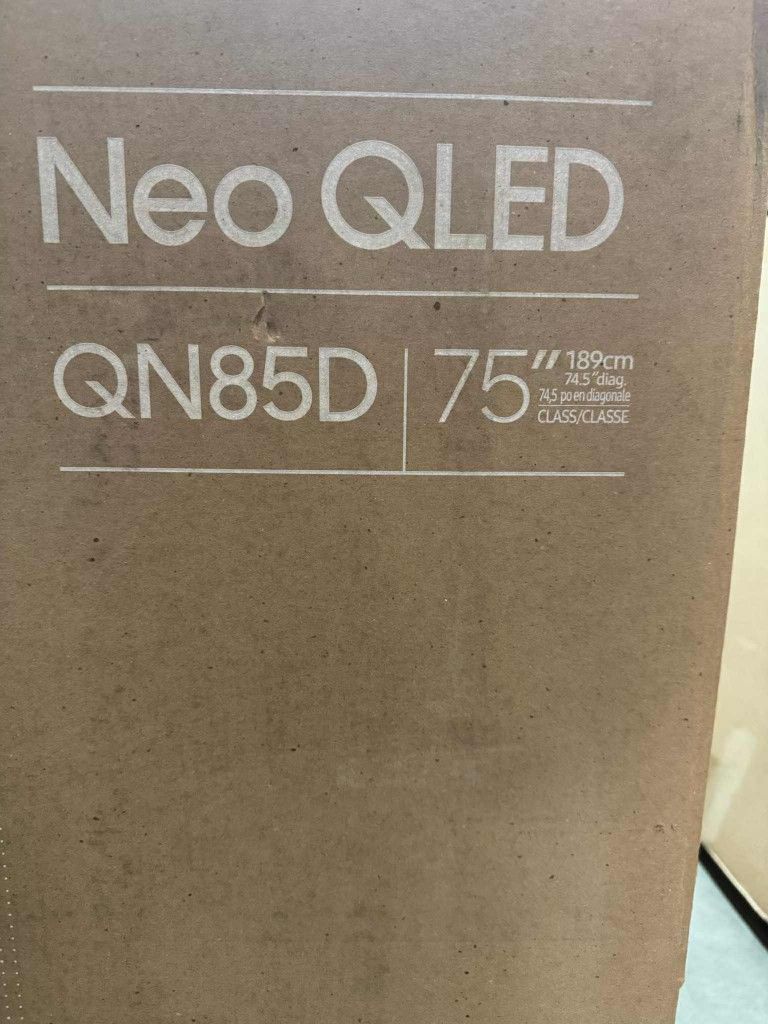 Neo QLED
QN85D 75" 189cm
74.5" diag.
74,5 po en diagonale
CLASS/CLASSE